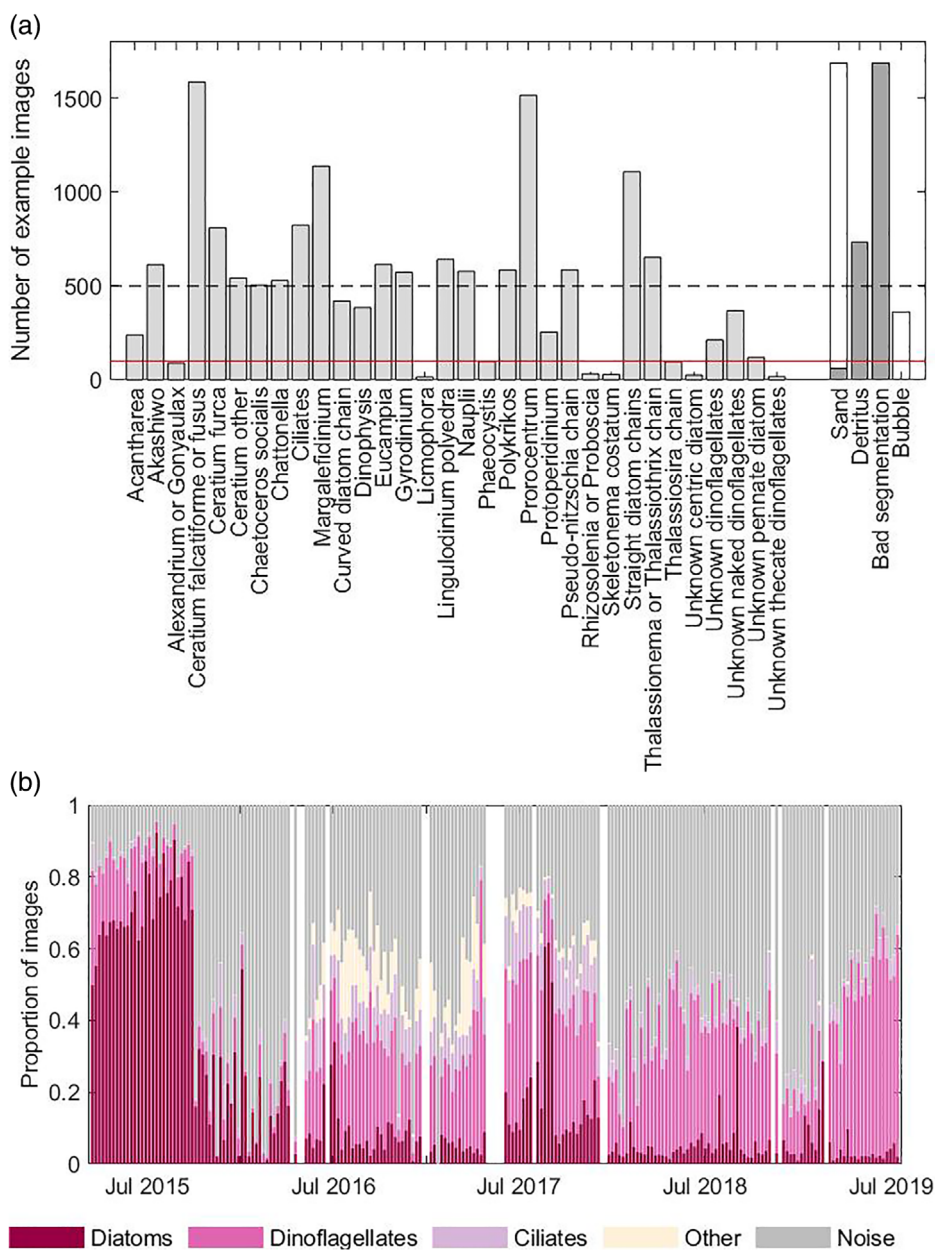 (a)
Number of example images
1500
1000
500
0
Acantharea
Akashiwo
Alexandrium or Gonyaulax
Ceratium falcatiforme or fusus
Ceratium furca
Ceratium other
Chaetoceros socialis
Chattonella
Ciliates
Margalefidinium
Curved diatom chain
Dinophysis
Eucampia
Gyrodinium
Licmophora
Lingulodinium polyedra
Nauplii
Phaeocystis
Polykrikos
Prorocentrum
Protoperidinium
Pseudo-nitzschia chain
Rhizosolenia or Proboscia
Skeletonema costatum
Straight diatom chains
Thalassionema or Thalassiothrix chain
Thalassiosira chain
Unknown centric diatom
Unknown dinoflagellates
Unknown naked dinoflagellates
Unknown pennate diatom
Unknown thecate dinoflagellates
Sand
Detritus
Bad segmentation
Bubble
(b)
Proportion of images
1
0.8
0.6
0.4
0.2
0
Jul 2015 Jul 2016 Jul 2017 Jul 2018 Jul 2019
Diatoms Dinoflagellates Ciliates Other Noise